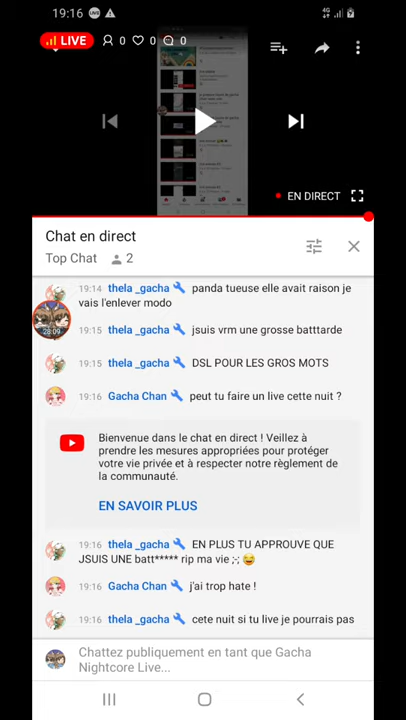 19:16
4G
LIVE 0 0 0
EN DIRECT
Chat en direct
Top Chat 2
19:14 thela _gacha panda tueuse elle avait raison je
vais l'enlever modo
28:09
19:15 thela _gacha jsuis vrm une grosse batttarde
19:15 thela _gacha DSL POUR LES GROS MOTS
19:16 Gacha Chan peut tu faire un live cette nuit ?
Bienvenue dans le chat en direct ! Veillez à
prendre les mesures appropriées pour protéger
votre vie privée et à respecter notre règlement de
la communauté.
EN SAVOIR PLUS
19:16 thela _gacha EN PLUS TU APPROUVE QUE
JSUIS UNE batt***** rip ma vie ;-; 😂
19:16 Gacha Chan j'ai trop hate !
19:16 thela _gacha cete nuit si tu live je pourrais pas
Chattez publiquement en tant que Gacha
Nightcore Live...